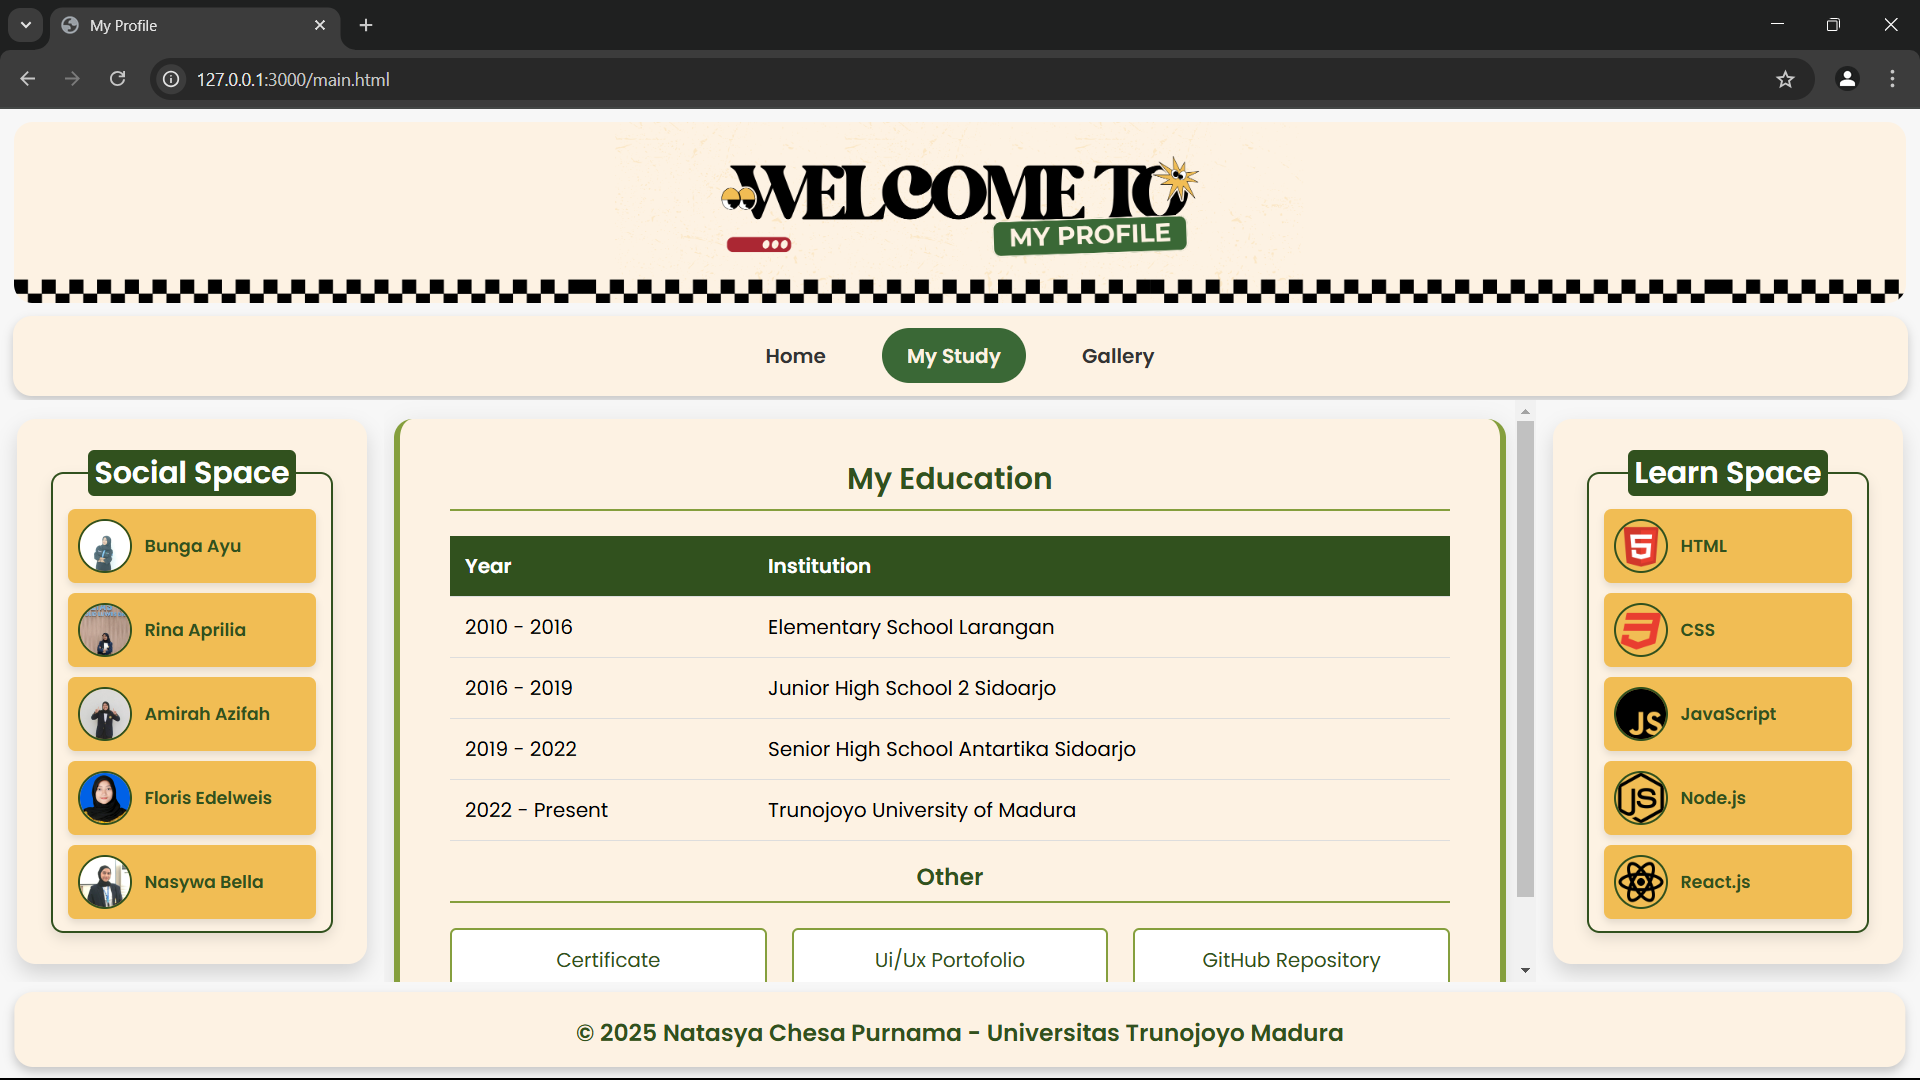 My Profile
127.0.0.1:3000/main.html
WELCOME TO
MY PROFILE
Home
My Study
Gallery
Social Space
Bunga Ayu
Rina Aprilia
Amirah Azifah
Floris Edelweis
Nasywa Bella
My Education
Year Institution
2010 - 2016 Elementary School Larangan
2016 - 2019 Junior High School 2 Sidoarjo
2019 - 2022 Senior High School Antartika Sidoarjo
2022 - Present Trunojoyo University of Madura
Other
Certificate
Ui/Ux Portofolio
GitHub Repository
Learn Space
HTML
CSS
JS
JavaScript
JS
Node.js
React.js
© 2025 Natasya Chesa Purnama - Universitas Trunojoyo Madura